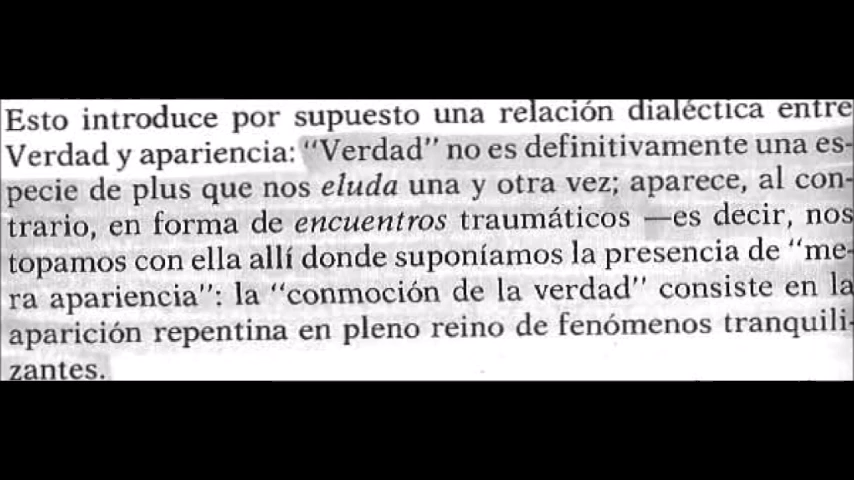 Esto introduce por supuesto una relación dialéctica entre
Verdad y apariencia: “Verdad” no es definitivamente una es-
pecie de plus que nos eluda una y otra vez; aparece, al con-
trario, en forma de encuentros traumáticos —es decir, nos
topamos con ella allí donde suponíamos la presencia de “me-
ra apariencia”: la “conmoción de la verdad” consiste en la
aparición repentina en pleno reino de fenómenos tranquili-
zantes.